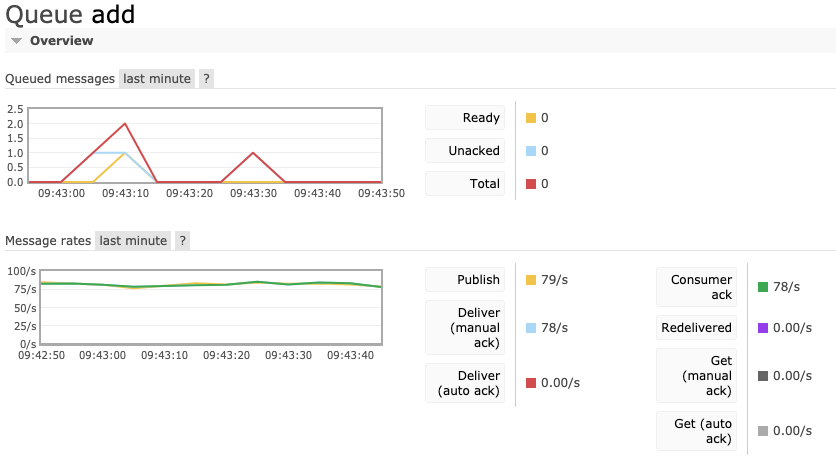 Queue add
Overview
Queued messages last minute ?
2.5
2.0
1.5
1.0
0.5
0.0
09:43:00 09:43:10 09:43:20 09:43:30 09:43:40 09:43:50
Ready 0
Unacked 0
Total 0
Message rates last minute ?
100/s
75/s
50/s
25/s
0/s
09:42:50 09:43:00 09:43:10 09:43:20 09:43:30 09:43:40
Publish 79/s
Deliver
(manual 78/s
ack)
Deliver
(auto ack) 0.00/s
Consumer
ack 78/s
Redelivered 0.00/s
Get
(manual 0.00/s
ack)
Get (auto
ack) 0.00/s